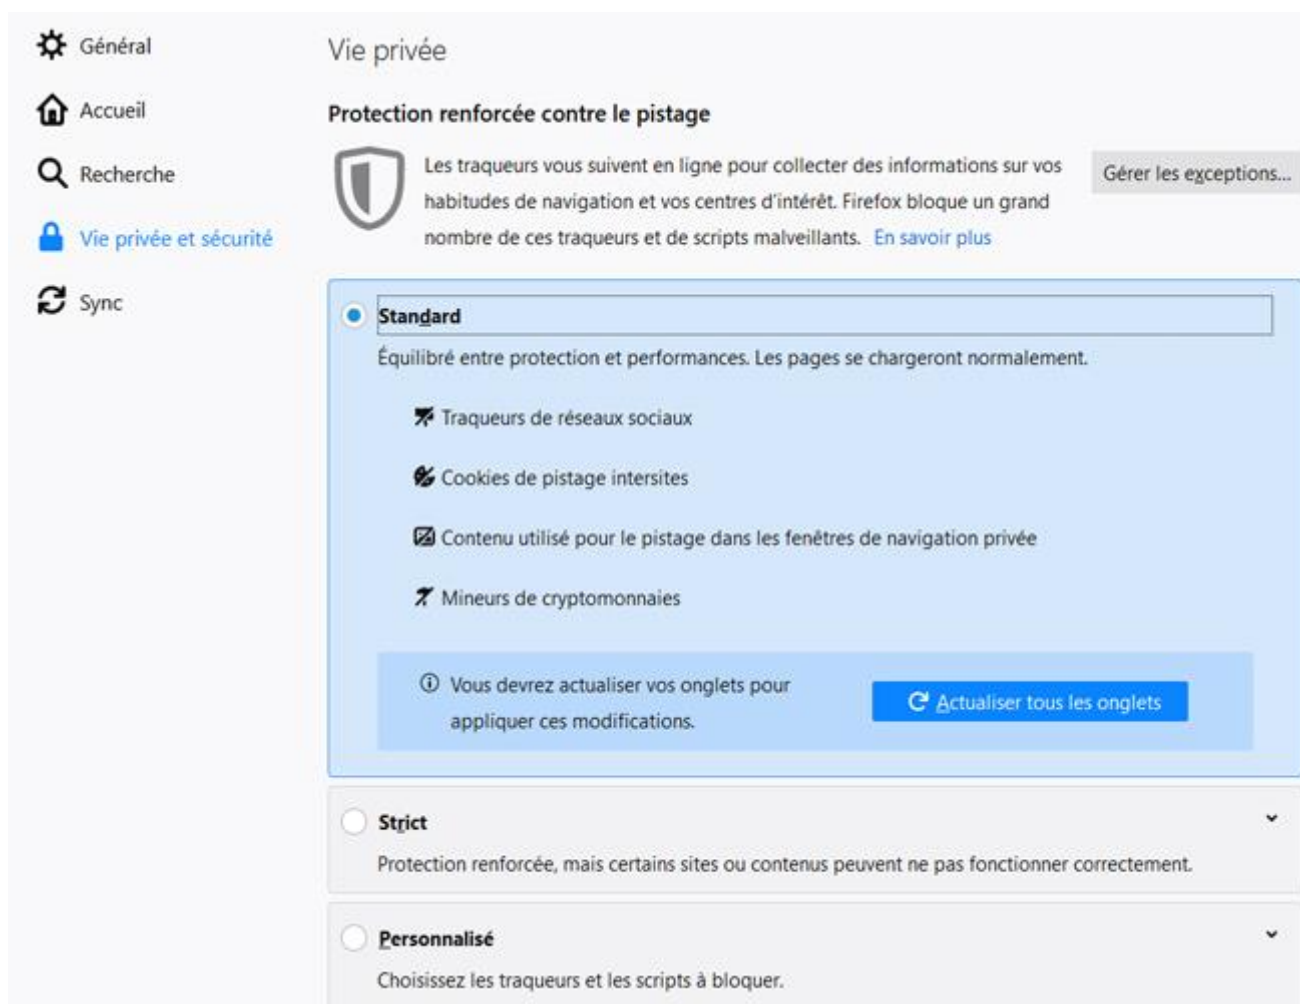 Général
Accueil
Recherche
Vie privée et sécurité
Sync
Vie privée
Protection renforcée contre le pistage
Les traqueurs vous suivent en ligne pour collecter des informations sur vos
habitudes de navigation et vos centres d’intérêt. Firefox bloque un grand
nombre de ces traqueurs et de scripts malveillants. En savoir plus
Gérer les exceptions...
Standard
Équilibré entre protection et performances. Les pages se chargeront normalement.
Traqueurs de réseaux sociaux
Cookies de pistage intersites
Contenu utilisé pour le pistage dans les fenêtres de navigation privée
Mineurs de cryptomonnaies
Vous devrez actualiser vos onglets pour
appliquer ces modifications.
Actualiser tous les onglets
Strict
Protection renforcée, mais certains sites ou contenus peuvent ne pas fonctionner correctement.
Personnalisé
Choisissez les traqueurs et les scripts à bloquer.